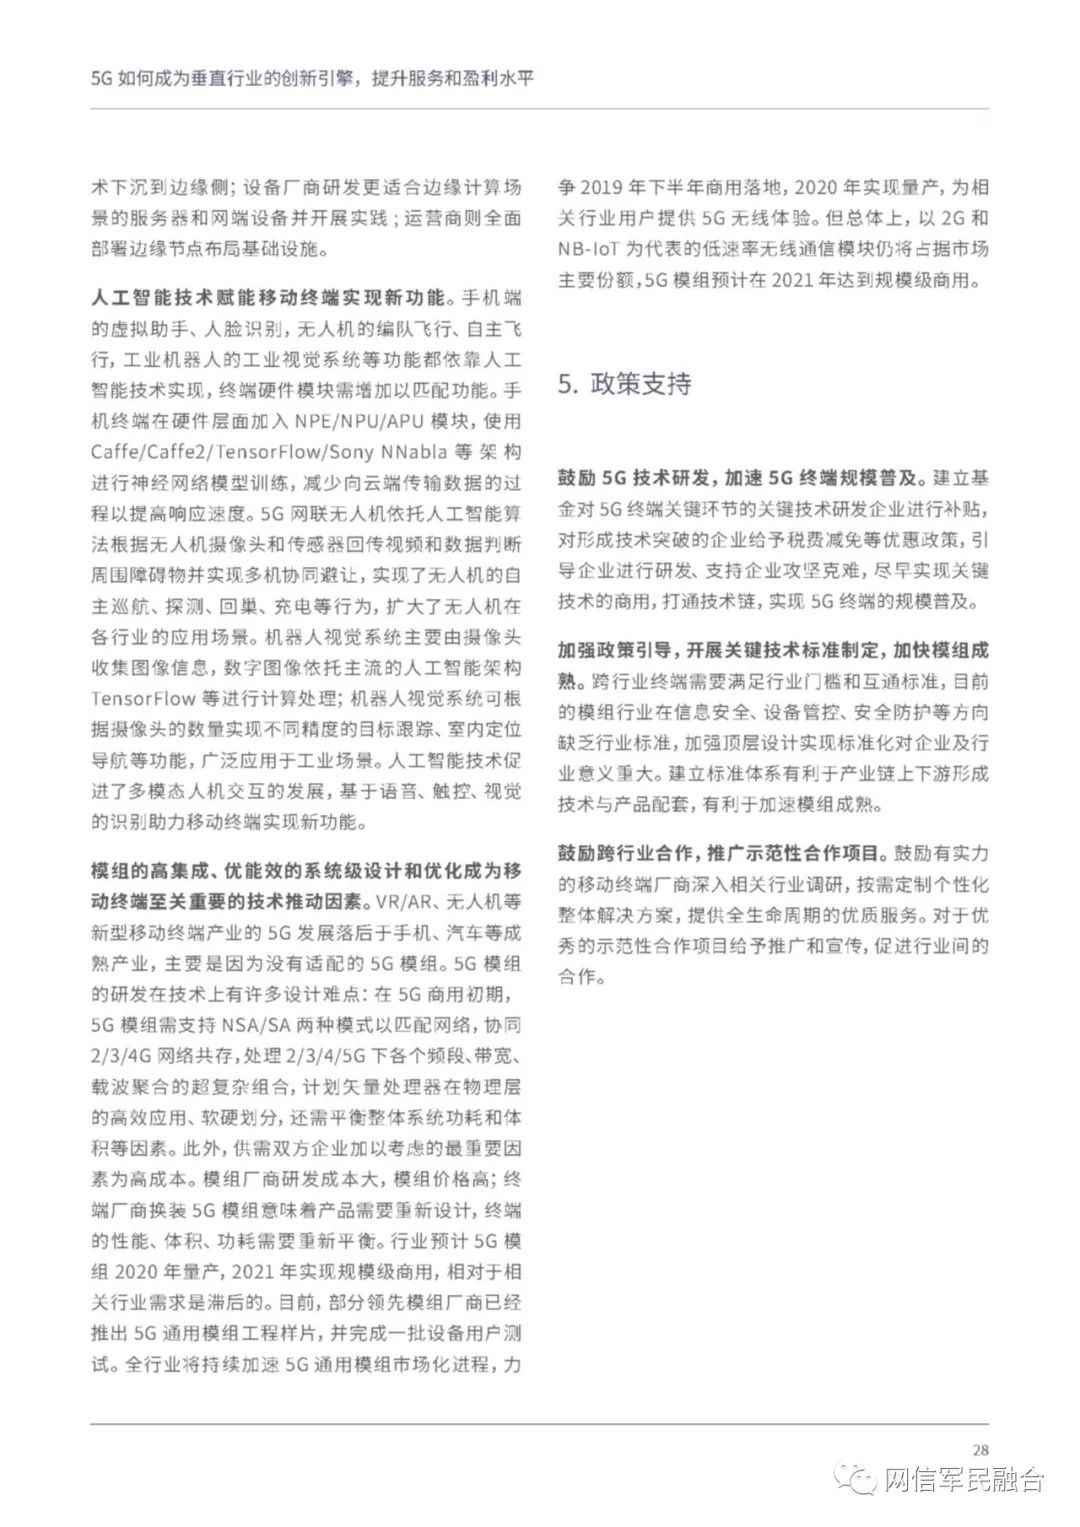 5G 如何成为垂直行业的创新引擎，提升服务和盈利水平
术下沉到边缘侧；设备厂商研发更适合边缘计算场
景的服务器和网端设备并开展实践；运营商则全面
部署边缘节点布局基础设施。
人工智能技术赋能移动终端实现新功能。手机端
的虚拟助手、人脸识别，无人机的编队飞行、自主飞
行，工业机器人的工业视觉系统等功能都依靠人工
智能技术实现，终端硬件模块需增加以匹配功能。手
机终端在硬件层面加入 NPE/NPU/APU 模块，使用
Caffe/Caffe2/TensorFlow/Sony NNabla 等架构
进行神经网络模型训练，减少向云端传输数据的过
程以提高响应速度。5G 网联无人机依托人工智能算
法根据无人机摄像头和传感器回传视频和数据判断
周围障碍物并实现多机协同避让，实现了无人机的自
主巡航、探测、回巢、充电等行为，扩大了无人机在
各行业的应用场景。机器人视觉系统主要由摄像头
收集图像信息，数字图像依托主流的人工智能架构
TensorFlow 等进行计算处理；机器人视觉系统可根
据摄像头的数量实现不同精度的目标跟踪、室内定位
导航等功能，广泛应用于工业场景。人工智能技术促
进了多模态人机交互的发展，基于语音、触控、视觉
的识别助力移动终端实现新功能。
模组的高集成、优能效的系统级设计和优化成为移
动终端至关重要的技术推动因素。VR/AR、无人机等
新型移动终端产业的 5G 发展落后于手机、汽车等成
熟产业，主要是因为没有适配的 5G 模组。5G 模组
的研发在技术上有许多设计难点：在 5G 商用初期，
5G 模组需支持 NSA/SA 两种模式以匹配网络，协同
2/3/4G 网络共存，处理 2/3/4/5G 下各个频段、带宽、
载波聚合的超复杂组合，计划矢量处理器在物理层
的高效应用、软硬划分，还需平衡整体系统功耗和体
积等因素。此外，供需双方企业加以考虑的最重要因
素为高成本。模组厂商研发成本大，模组价格高；终
端厂商换装 5G 模组意味着产品需要重新设计，终端
的性能、体积、功耗需要重新平衡。行业预计 5G 模
组 2020 年量产，2021 年实现规模级商用，相对于相
关行业需求是滞后的。目前，部分领先模组厂商已经
推出 5G 通用模组工程样片，并完成一批设备用户测
试。全行业将持续加速 5G 通用模组市场化进程，力
争 2019 年下半年商用落地，2020 年实现量产，为相
关行业用户提供 5G 无线体验。但总体上，以 2G 和
NB-IoT 为代表的低速率无线通信模块仍将占据市场
主要份额，5G 模组预计在 2021 年达到规模级商用。
5. 政策支持
鼓励 5G 技术研发，加速 5G 终端规模普及。建立基
金对 5G 终端关键环节的关键技术研发企业进行补贴，
对形成技术突破的企业给予税费减免等优惠政策，引
导企业进行研发、支持企业攻坚克难，尽早实现关键
技术的商用，打通技术链，实现 5G 终端的规模普及。
加强政策引导，开展关键技术标准制定，加快模组成
熟。跨行业终端需要满足行业门槛和互通标准，目前
的模组行业在信息安全、设备管控、安全防护等方向
缺乏行业标准，加强顶层设计实现标准化对企业及行
业意义重大。建立标准体系有利于产业链上下游形成
技术与产品配套，有利于加速模组成熟。
鼓励跨行业合作，推广示范性合作项目。鼓励有实力
的移动终端厂商深入相关行业调研，按需定制个性化
整体解决方案，提供全生命周期的优质服务。对于优
秀的示范性合作项目给予推广和宣传，促进行业间的
合作。
28
网信军民融合